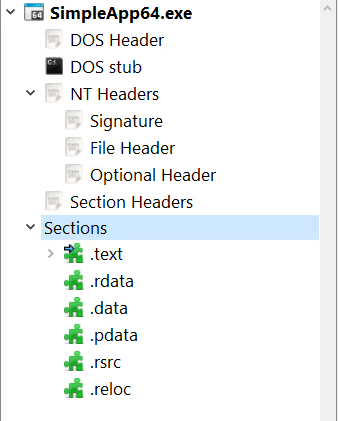 SimpleApp64.exe
DOS Header
DOS stub
NT Headers
Signature
File Header
Optional Header
Section Headers
Sections
.text
.rdata
.data
.pdata
.rsrc
.reloc